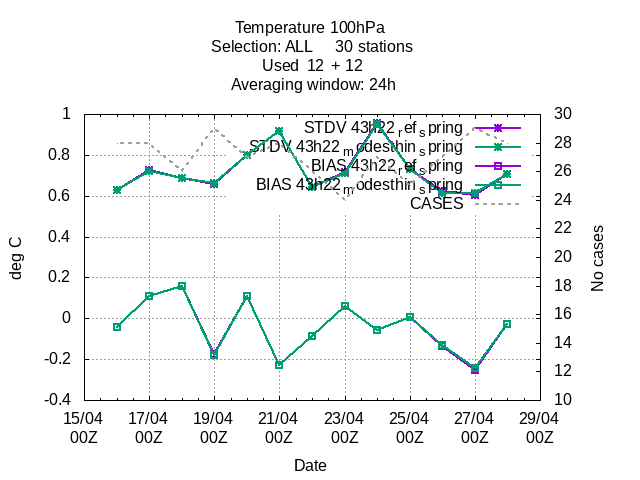 Temperature 100hPa
Selection: ALL 30 stations
Used 12 + 12
Averaging window: 24h
STDV 43h22_ref_spring
STDV 43h22_modesthin_spring
BIAS 43h22_ref_spring
BIAS 43h22_modesthin_spring
CASES
deg C
1
0.8
0.6
0.4
0.2
0
-0.2
-0.4
30
28
26
24
22
20
18
16
14
12
10
No cases
15/04 17/04 19/04 21/04 23/04 25/04 27/04 29/04
00Z 00Z 00Z 00Z 00Z 00Z 00Z 00Z
Date